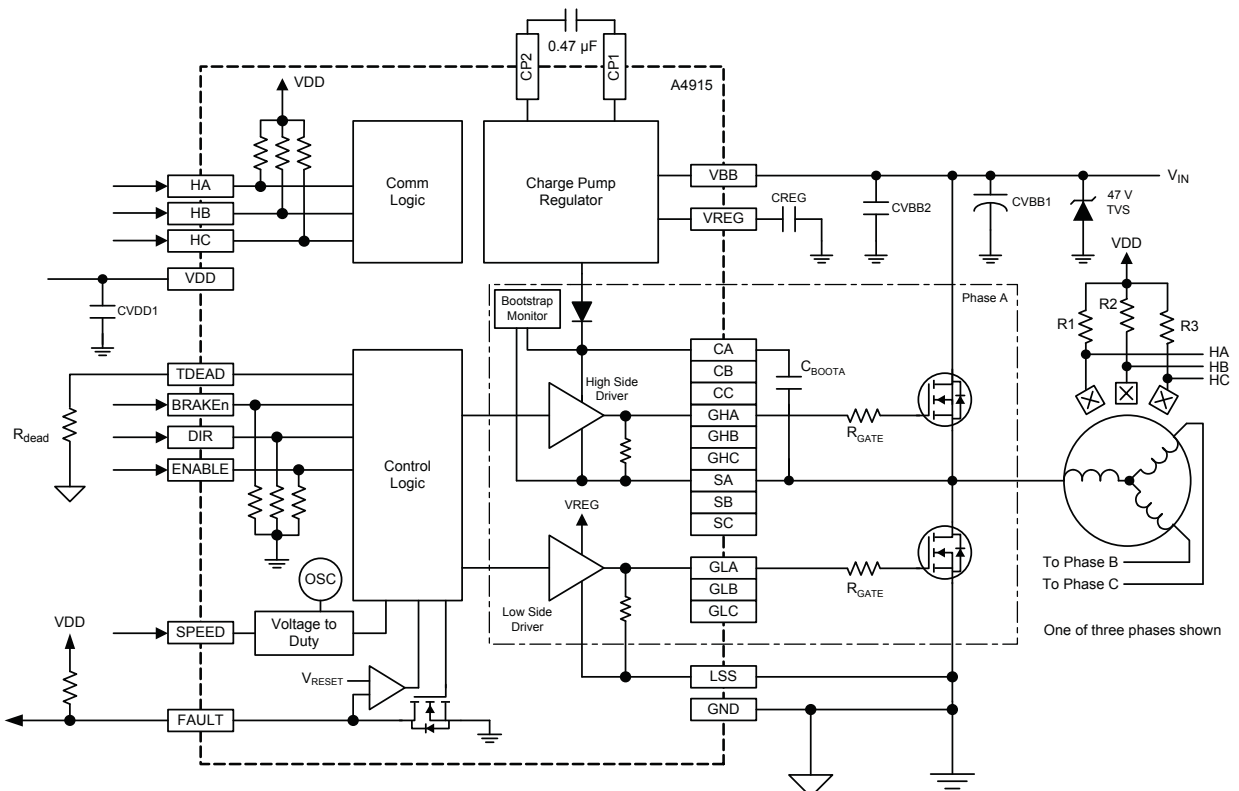 0.47 µF
CP2
CP1
A4915
VDD
HA
HB
HC
VDD
CVDD1
Comm
Logic
Charge Pump
Regulator
VBB
VREG
CREG
CVBB2
CVBB1
47 V
TVS
VIN
VDD
R1
R2
R3
HA
HB
HC
Phase A
Bootstrap
Monitor
TDEAD
BRAKEn
DIR
ENABLE
Rdead
Control
Logic
High Side
Driver
CA
CB
CC
GHA
GHB
GHC
SA
SB
SC
CBOOTA
RGATE
VREG
Low Side
Driver
GLA
GLB
GLC
RGATE
To Phase B
To Phase C
One of three phases shown
OSC
SPEED
Voltage to
Duty
VDD
VRESET
FAULT
LSS
GND